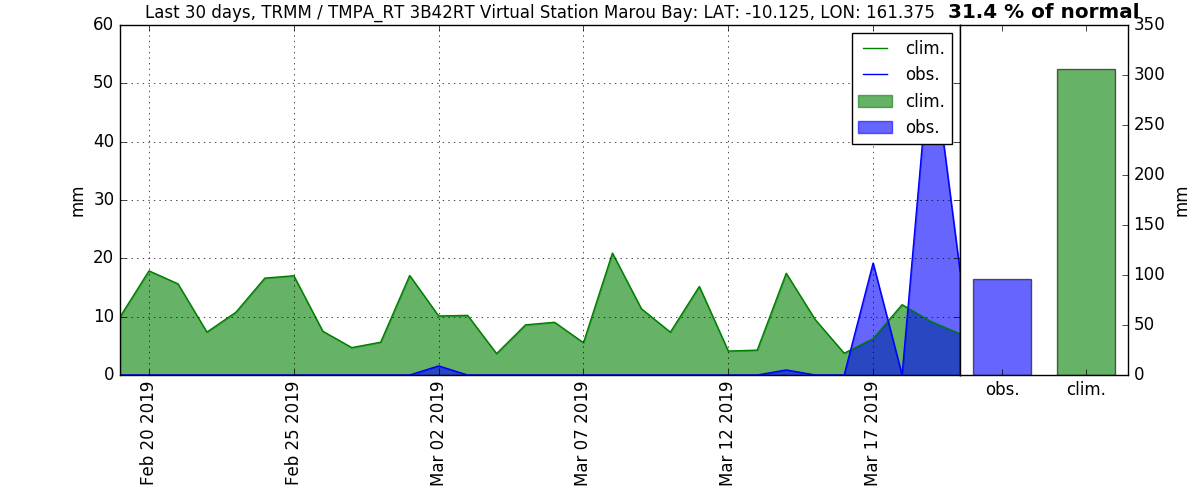 Last 30 days, TRMM / TMPA_RT 3B42RT Virtual Station Marou Bay: LAT: -10.125, LON: 161.375
31.4 % of normal
60
50
40
30
20
10
0
mm
clim.
obs.
clim.
obs.
Feb 20 2019
Feb 25 2019
Mar 02 2019
Mar 07 2019
Mar 12 2019
Mar 17 2019
350
300
250
200
150
100
50
0
mm
obs.
clim.